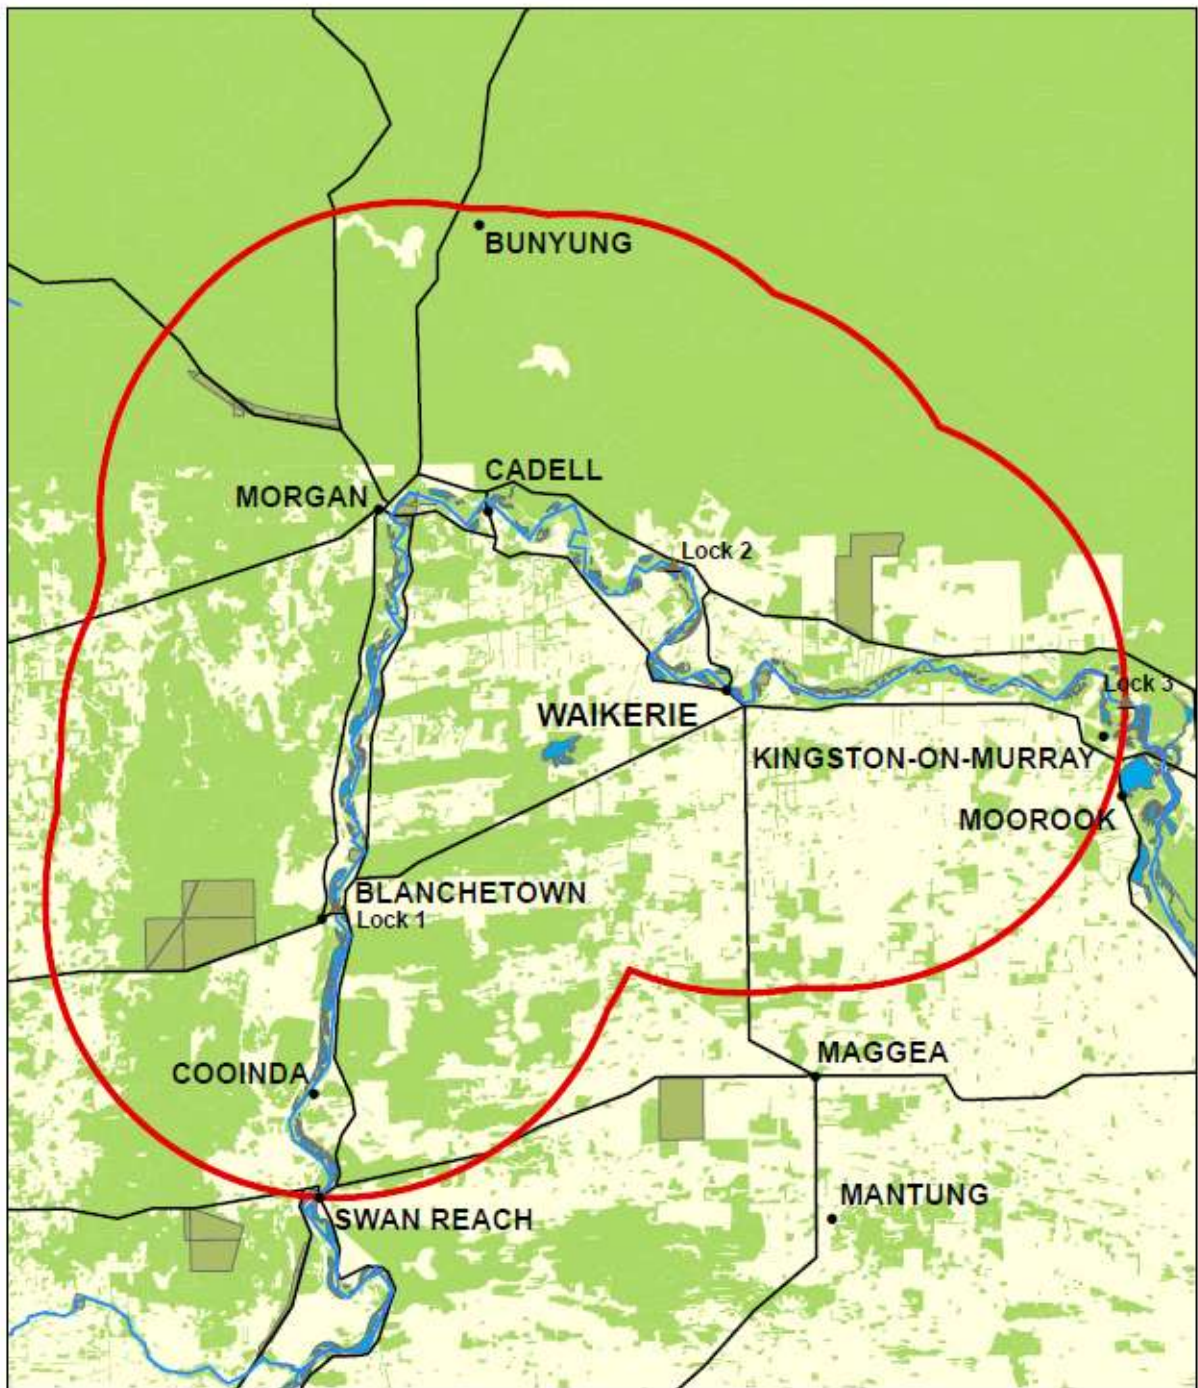 BUNYUNG
CADELL
MORGAN
Lock 2
Lock 3
WAIKERIE
KINGSTON-ON-MURRAY
MOOROOK
BLANCHETOWN
Lock 1
MAGGEA
COOINDA
MANTUNG
SWAN REACH